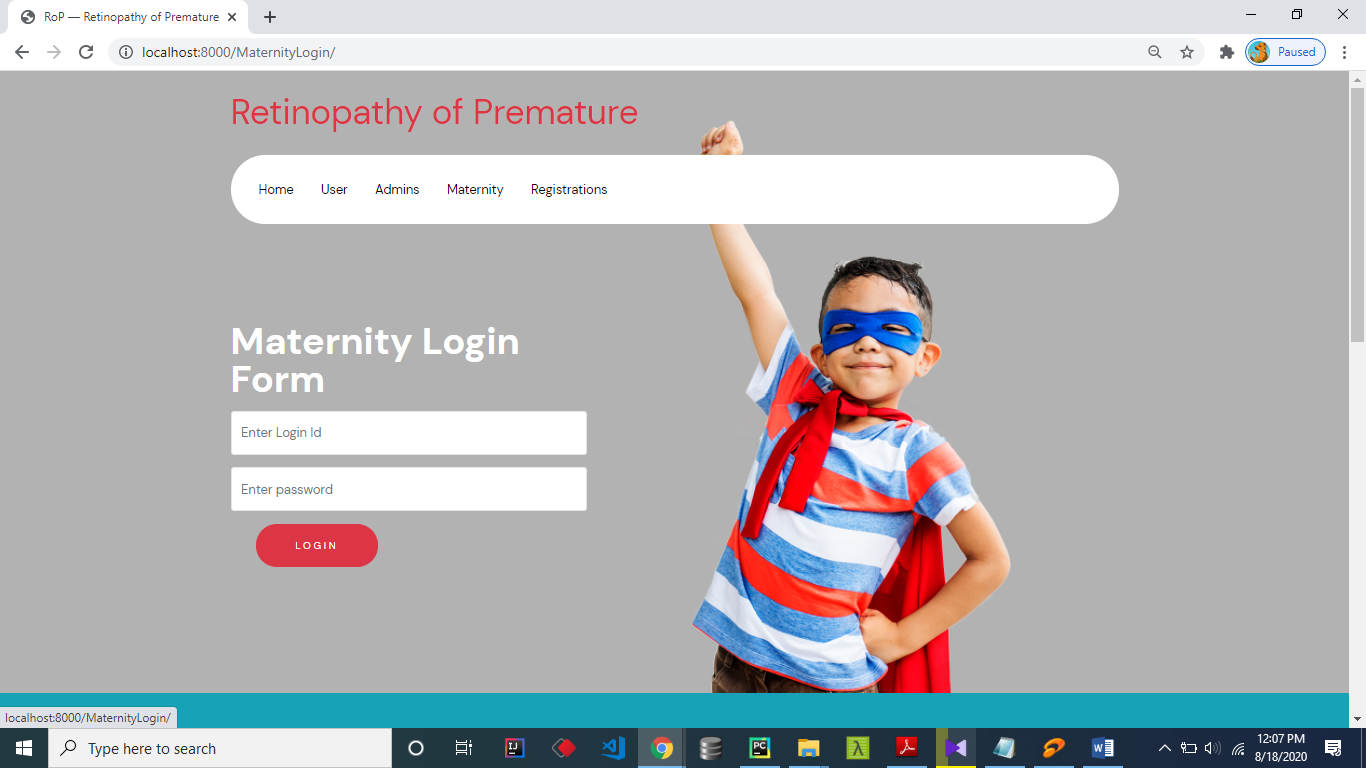 RoP — Retinopathy of Premature
localhost:8000/MaternityLogin/
Paused
Retinopathy of Premature
Home User Admins Maternity Registrations
Maternity Login
Form
Enter Login Id
Enter password
LOGIN
localhost:8000/MaternityLogin/
Type here to search
IJ
PC
W
12:07 PM
8/18/2020